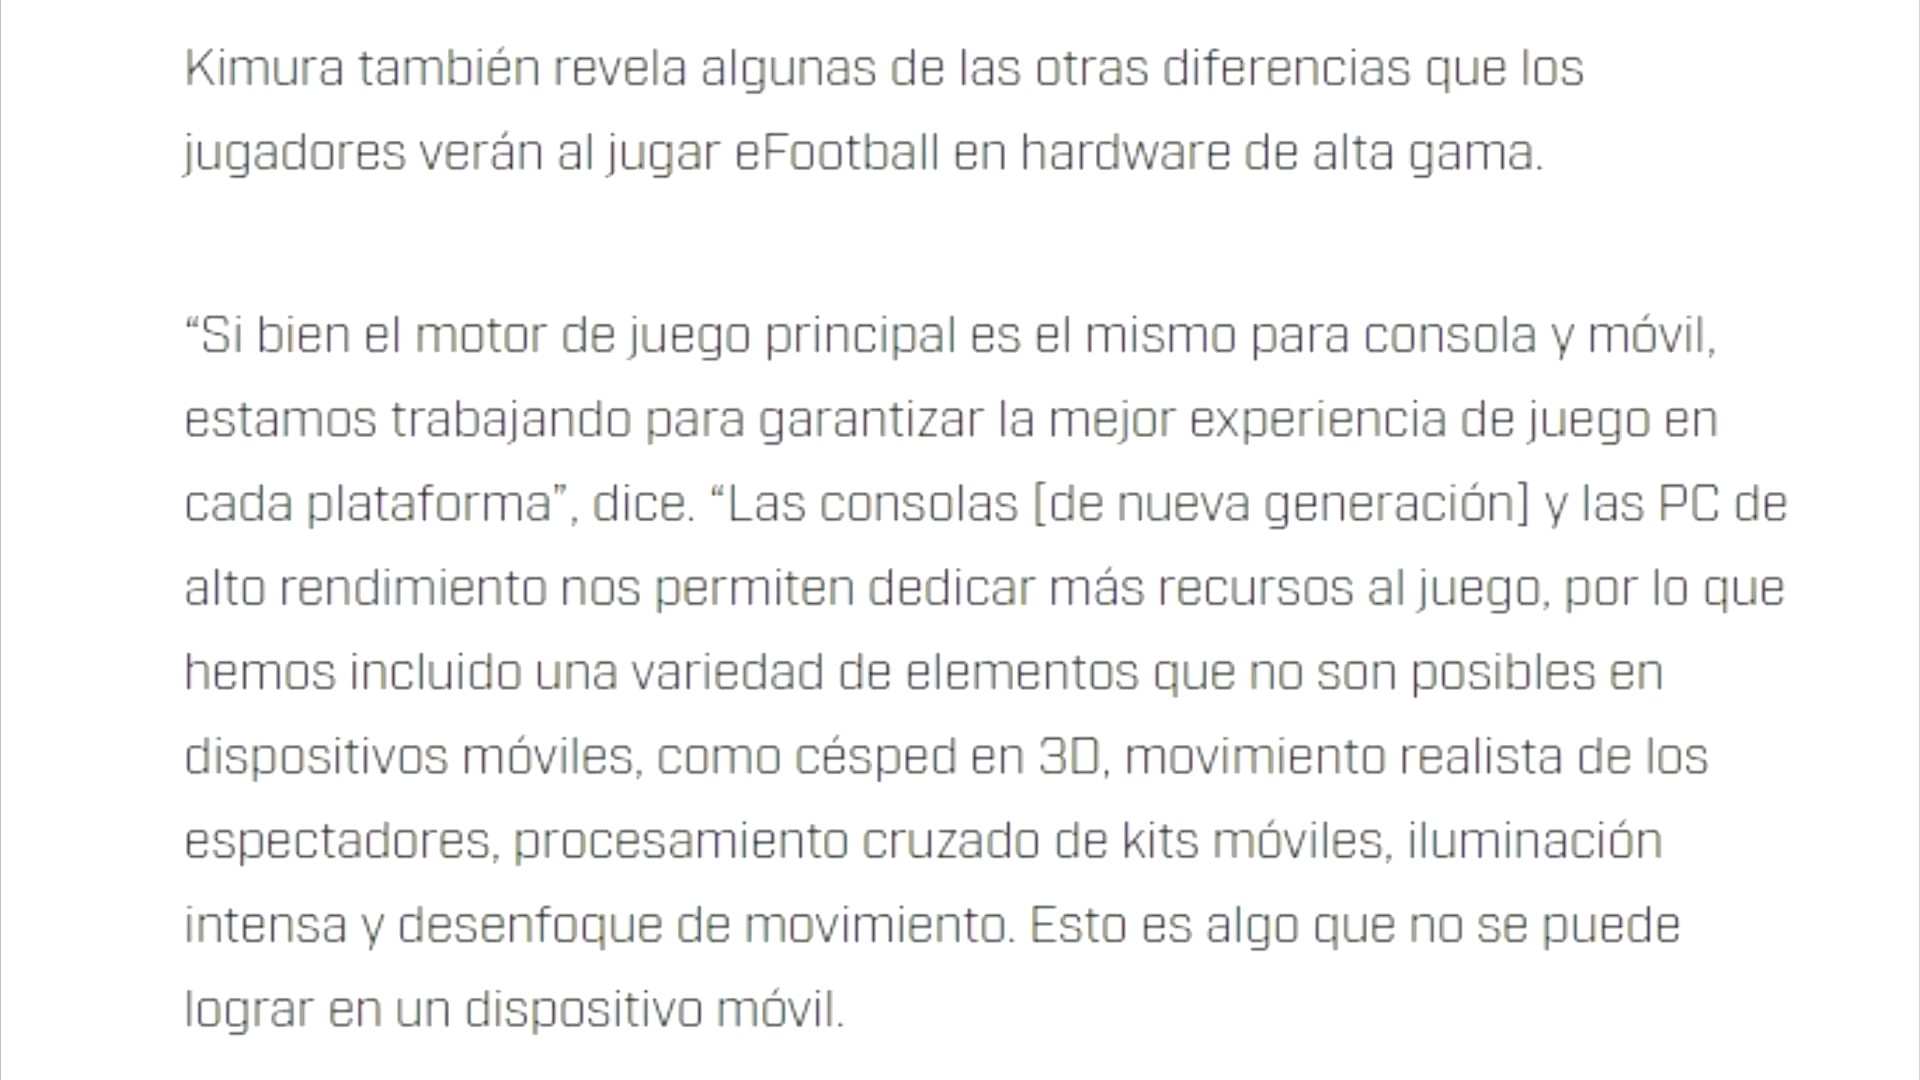 Kimura también revela algunas de las otras diferencias que los
jugadores verán al jugar eFootball en hardware de alta gama.
“Si bien el motor de juego principal es el mismo para consola y móvil,
estamos trabajando para garantizar la mejor experiencia de juego en
cada plataforma”, dice. “Las consolas [de nueva generación] y las PC de
alto rendimiento nos permiten dedicar más recursos al juego, por lo que
hemos incluido una variedad de elementos que no son posibles en
dispositivos móviles, como césped en 3D, movimiento realista de los
espectadores, procesamiento cruzado de kits móviles, iluminación
intensa y desenfoque de movimiento. Esto es algo que no se puede
lograr en un dispositivo móvil.